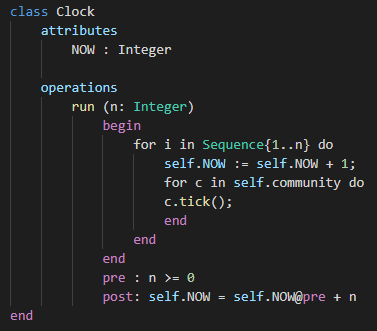 class Clock
attributes
NOW : Integer
operations
run (n: Integer)
begin
for i in Sequence{1..n} do
self.NOW := self.NOW + 1;
for c in self.community do
c.tick();
end
end
end
pre : n >= 0
post: self.NOW = self.NOW@pre + n
end